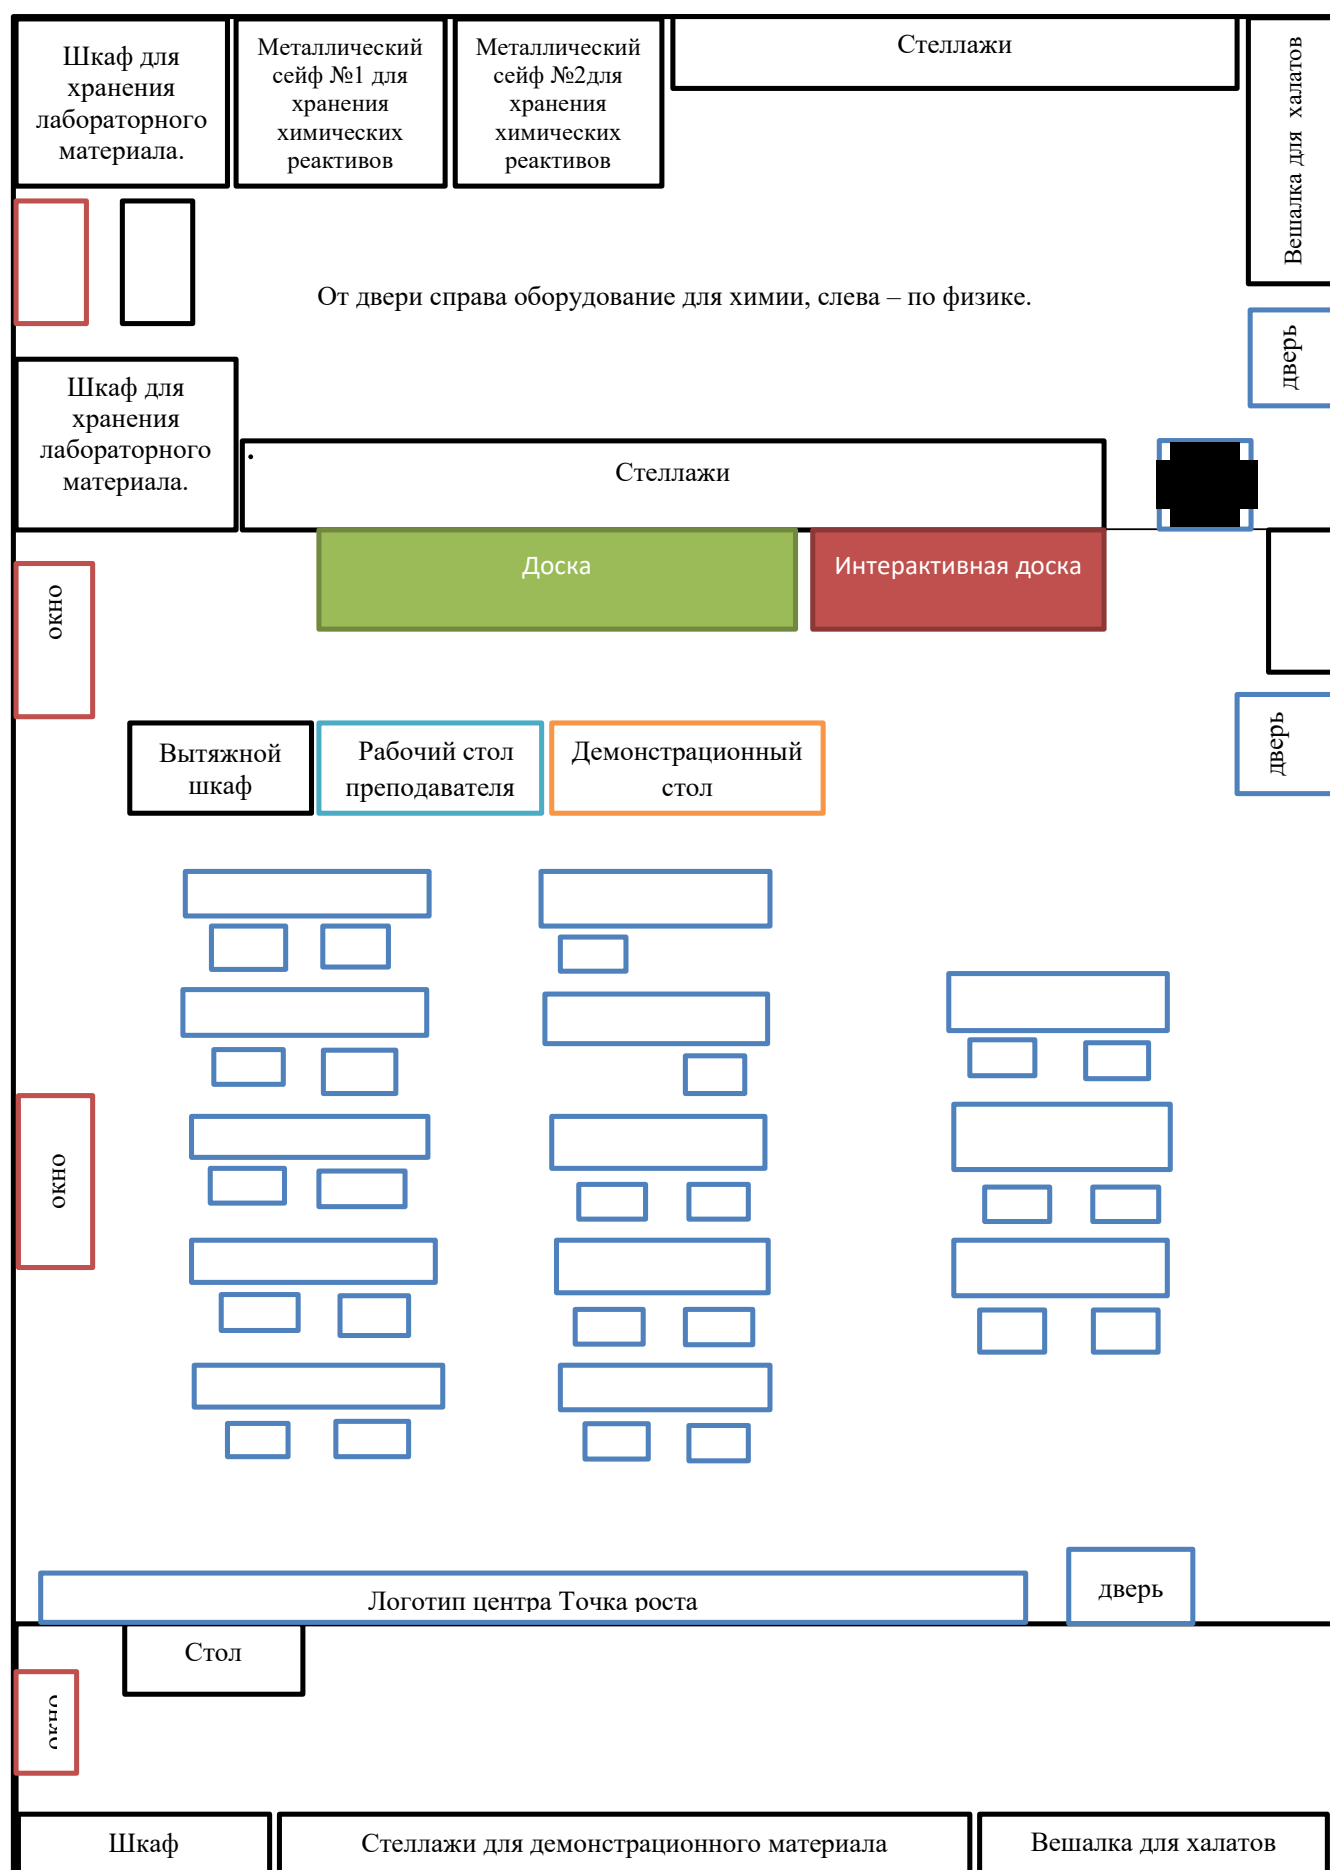 Шкаф для
хранения
лабораторного
материала.
Металлический
сейф №1 для
хранения
химических
реактивов
Металлический
сейф №2для
хранения
химических
реактивов
Стеллажи
Вешалка для халатов
От двери справа оборудование для химии, слева – по физике.
дверь
Шкаф для
хранения
лабораторного
материала.
.
Стеллажи
Доска
Интерактивная доска
окно
дверь
Вытяжной
шкаф
Рабочий стол
преподавателя
Демонстрационный
стол
окно
дверь
Логотип центра Точка роста
Стол
окно
Шкаф
Стеллажи для демонстрационного материала
Вешалка для халатов